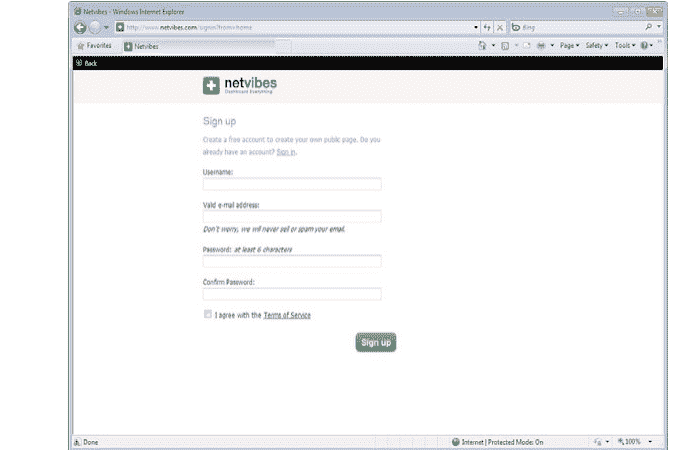 Netvibes - Windows Internet Explorer
http://www.netvibes.com/signin?from=home
Bing
Favorites
Netvibes
Page
Safety
Tools
Back
netvibes
Dashboard Everything
Sign up
Create a free account to create your own public page. Do you
already have an account? Sign in.
Username:
Valid e-mail address:
Don't worry, we will never sell or spam your email.
Password: at least 6 characters
Confirm Password:
I agree with the Terms of Service
Sign up
Done
Internet | Protected Mode: On
100%